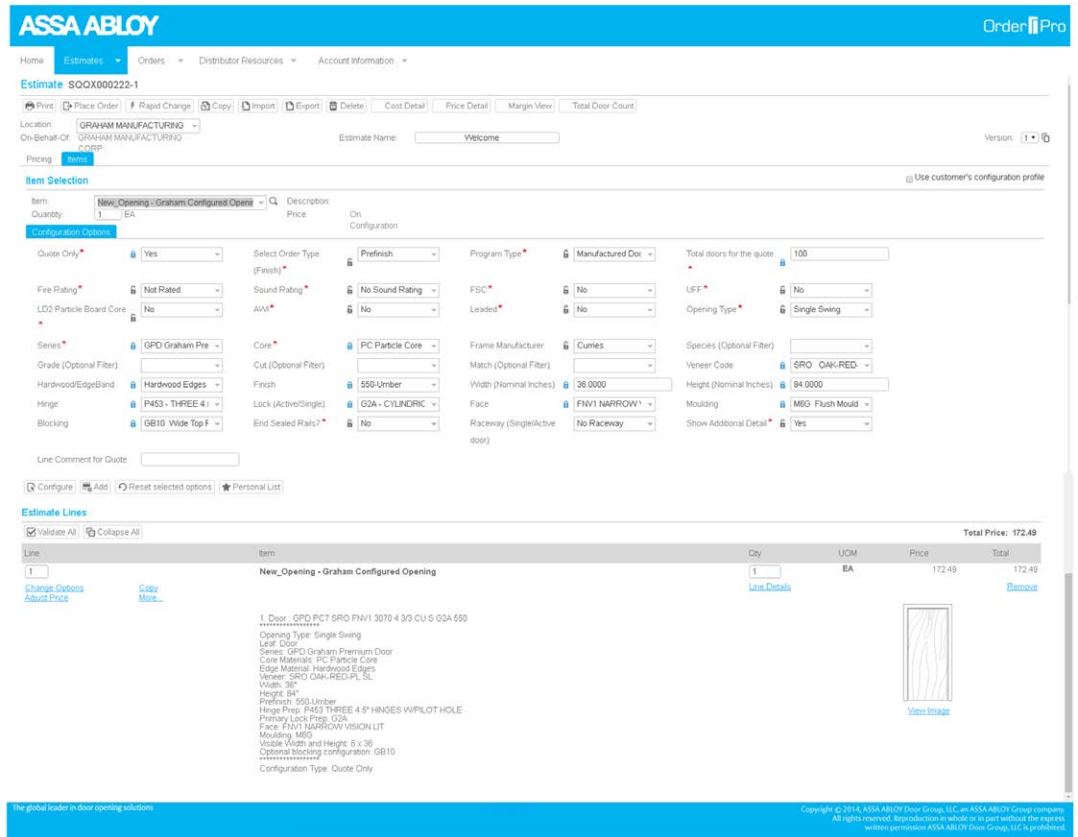 ASSA ABLOY
Order Pro
Home Estimates Orders Distributor Resources Account Information
Estimate SQOX000222-1
Print Place Order Rapid Change Copy Import Export Delete Cost Detail Price Detail Margin View Total Door Count
Location: GRAHAM MANUFACTURING
On-Behalf-Of: GRAHAM MANUFACTURING CORP Estimate Name: Welcome Version: 1
Pricing Items
Item Selection Use customer's configuration profile
Item: New_Opening - Graham Configured Openi Description:
Quantity: 1 EA Price On Configuration
Configuration Options
Quote Only* Yes Select Order Type (Finish)* Prefinish Program Type* Manufactured Doc Total doors for the quote * 100
Fire Rating* Not Rated Sound Rating* No Sound Rating FSC* No UFF* No
LD2 Particle Board Core * No AWI* No Leaded* No Opening Type* Single Swing
Series* GPD Graham Pre Core* PC Particle Core Frame Manufacturer Curries Species (Optional Filter)
Grade (Optional Filter) Cut (Optional Filter) Match (Optional Filter) Veneer Code SRO OAK-RED-
Hardwood/EdgeBand Hardwood Edges Finish 550-Umber Width (Nominal Inches) 36.0000 Height (Nominal Inches) 84.0000
Hinge P453 - THREE 4. Lock (Active/Single) G2A - CYLINDRIC Face FNV1 NARROW Moulding M6G Flush Mould
Blocking GB10 Wide Top F End Sealed Rails?* No Raceway (Single/Active door) No Raceway Show Additional Detail* Yes
Line Comment for Quote
Configure Add Reset selected options Personal List
Estimate Lines
Validate All Collapse All Total Price: 172.49
Line Item Qty UOM Price Total
1 New_Opening - Graham Configured Opening 1 EA 172.49 172.49
Change Options Copy Line Details Remove
Adjust Price More...
1. Door : GPD PC7 SRO FNV1 3070 4 3/3 CU S G2A 550
******************
Opening Type: Single Swing
Leaf: Door
Series: GPD Graham Premium Door
Core Materials: PC Particle Core
Edge Material: Hardwood Edges
Veneer: SRO OAK-RED-PL SL
Width: 36"
Height: 84"
Prefinish: 550-Umber
Hinge Prep: P453 THREE 4.5" HINGES W/PILOT HOLE
Primary Lock Prep: G2A
Face: FNV1 NARROW VISION LIT
Moulding: M6G
Visible Width and Height: 6 x 36
Optional blocking configuration: GB10
******************
Configuration Type: Quote Only
View Image
The global leader in door opening solutions
Copyright © 2014, ASSA ABLOY Door Group, LLC, an ASSA ABLOY Group company.
All rights reserved. Reproduction in whole or in part without the express
written permission ASSA ABLOY Door Group, LLC is prohibited.